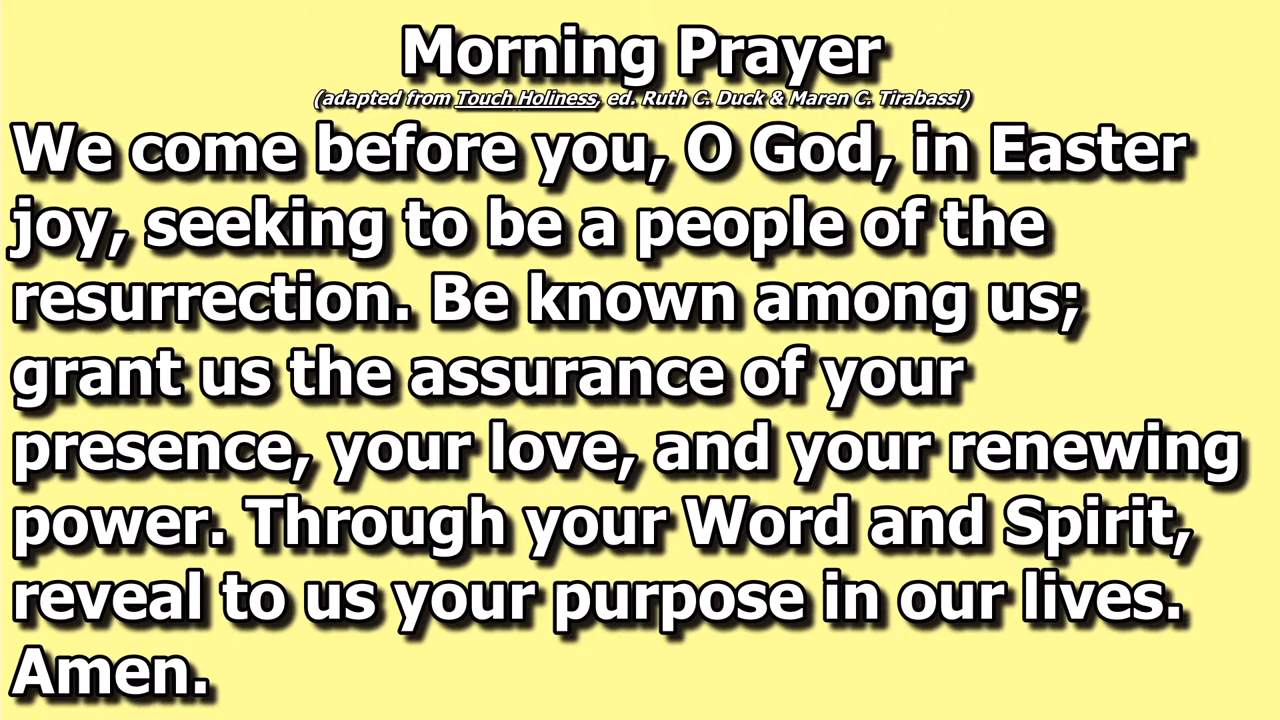 Morning Prayer
(adapted from Touch Holiness, ed. Ruth C. Duck & Maren C. Tirabassi)
We come before you, O God, in Easter
joy, seeking to be a people of the
resurrection. Be known among us;
grant us the assurance of your
presence, your love, and your renewing
power. Through your Word and Spirit,
reveal to us your purpose in our lives.
Amen.